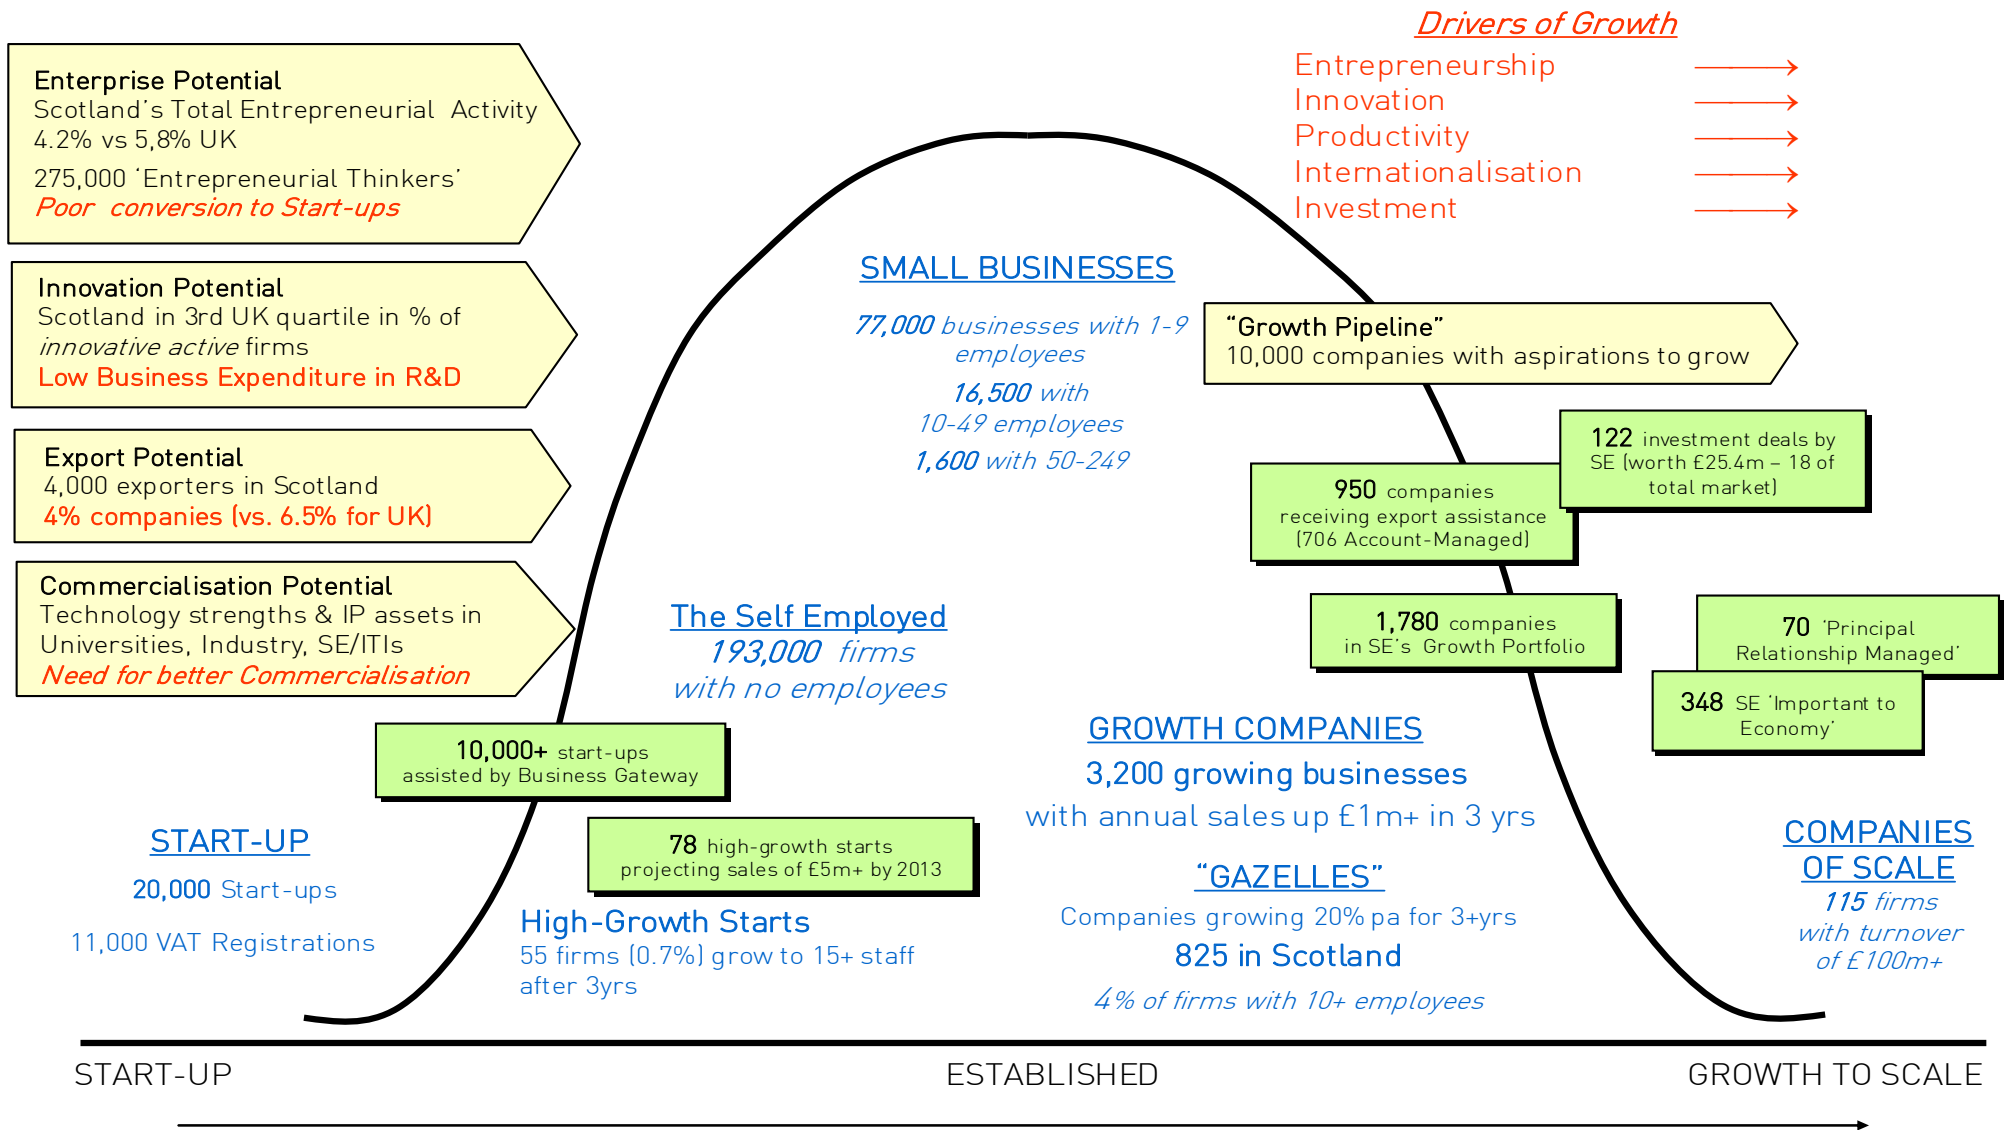 Drivers of Growth
Entrepreneurship
Innovation
Productivity
Internationalisation
Investment
Enterprise Potential
Scotland's Total Entrepreneurial Activity
4.2% vs 5,8% UK
275,000 ‘Entrepreneurial Thinkers’
Poor conversion to Start-ups
Innovation Potential
Scotland in 3rd UK quartile in % of
innovative active firms
Low Business Expenditure in R&D
Export Potential
4,000 exporters in Scotland
4% companies (vs. 6.5% for UK)
Commercialisation Potential
Technology strengths & IP assets in
Universities, Industry, SE/ITIs
Need for better Commercialisation
SMALL BUSINESSES
77,000 businesses with 1-9
employees
16,500 with
10-49 employees
1,600 with 50-249
“Growth Pipeline”
10,000 companies with aspirations to grow
122 investment deals by
SE (worth £25.4m – 18 of
total market)
950 companies
receiving export assistance
(706 Account-Managed)
1,780 companies
in SE's Growth Portfolio
70 ‘Principal
Relationship Managed’
348 SE ‘Important to
Economy’
The Self Employed
193,000 firms
with no employees
10,000+ start-ups
assisted by Business Gateway
78 high-growth starts
projecting sales of £5m+ by 2013
High-Growth Starts
55 firms (0.7%) grow to 15+ staff
after 3yrs
START-UP
20,000 Start-ups
11,000 VAT Registrations
GROWTH COMPANIES
3,200 growing businesses
with annual sales up £1m+ in 3 yrs
“GAZELLES”
Companies growing 20% pa for 3+yrs
825 in Scotland
4% of firms with 10+ employees
COMPANIES
OF SCALE
115 firms
with turnover
of £100m+
START-UP
ESTABLISHED
GROWTH TO SCALE